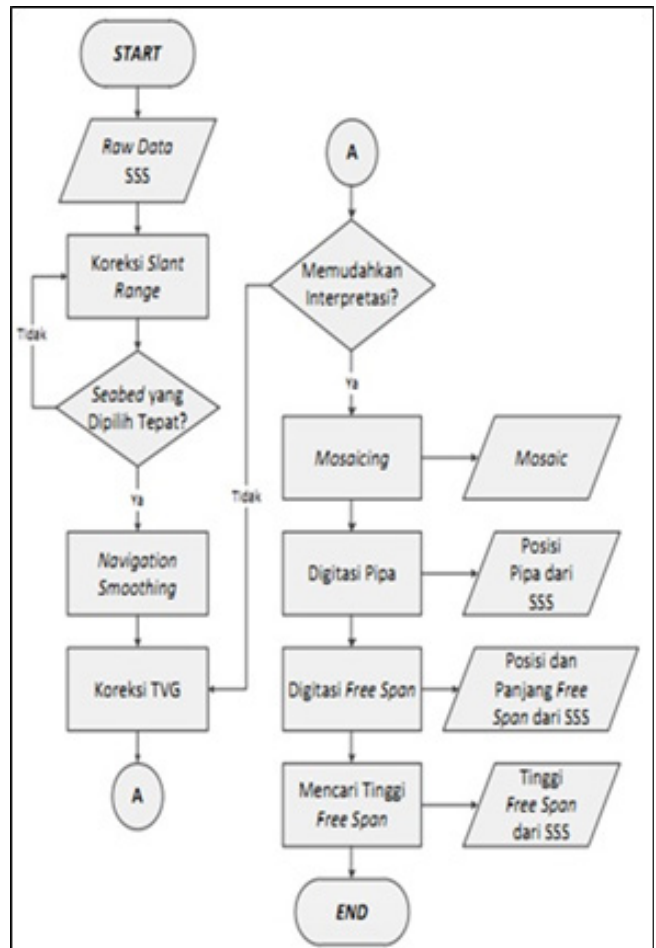 START
Raw Data
SSS
Koreksi Slant
Range
Tidak
Seabed yang
Dipilih Tepat?
Ya
Navigation
Smoothing
Koreksi TVG
A
A
Memudahkan
Interpretasi?
Tidak
Ya
Mosaicing
Mosaic
Digitasi Pipa
Posisi
Pipa dari
SSS
Digitasi Free Span
Posisi dan
Panjang Free
Span dari SSS
Mencari Tinggi
Free Span
Tinggi
Free Span
dari SSS
END